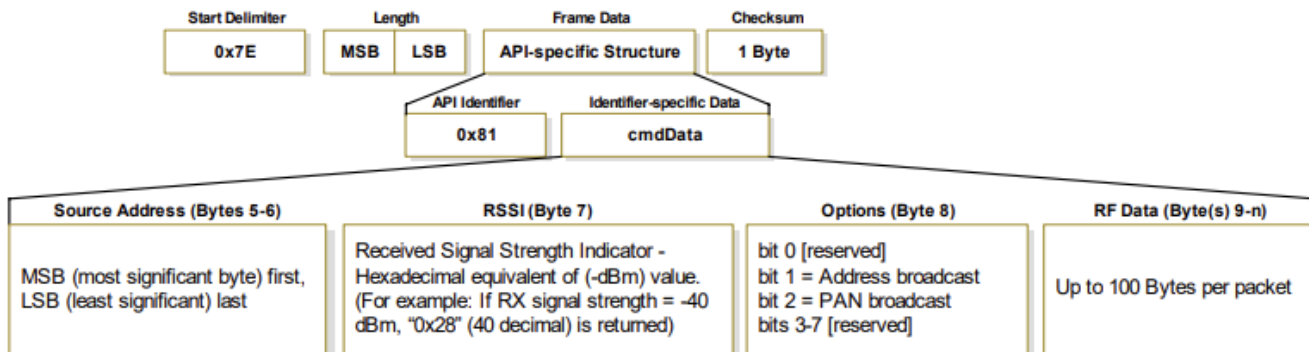 Start Delimiter
Length
Frame Data
Checksum
0x7E
MSB
LSB
API-specific Structure
1 Byte
API Identifier
Identifier-specific Data
0x81
cmdData
Source Address (Bytes 5-6)
MSB (most significant byte) first,
LSB (least significant) last
RSSI (Byte 7)
Received Signal Strength Indicator -
Hexadecimal equivalent of (-dBm) value.
(For example: If RX signal strength = -40
dBm, “0x28” (40 decimal) is returned)
Options (Byte 8)
bit 0 [reserved]
bit 1 = Address broadcast
bit 2 = PAN broadcast
bits 3-7 [reserved]
RF Data (Byte(s) 9-n)
Up to 100 Bytes per packet